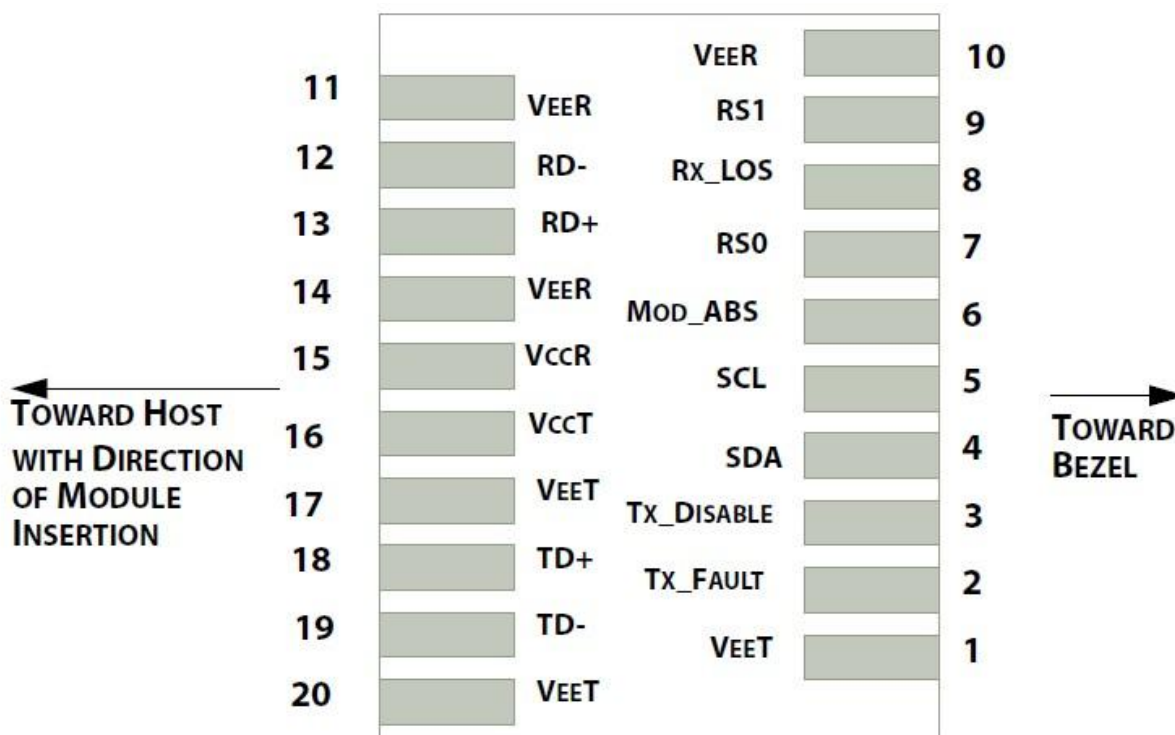 11 VEER
12 RD-
13 RD+
14 VEER
15 VCCR
16 VCCT
17 VEET
18 TD+
19 TD-
20 VEET
VEER 10
RS1 9
RX_LOS 8
RS0 7
MOD_ABS 6
SCL 5
SDA 4
TX_DISABLE 3
TX_FAULT 2
VEET 1
TOWARD HOST
WITH DIRECTION
OF MODULE
INSERTION
TOWARD
BEZEL